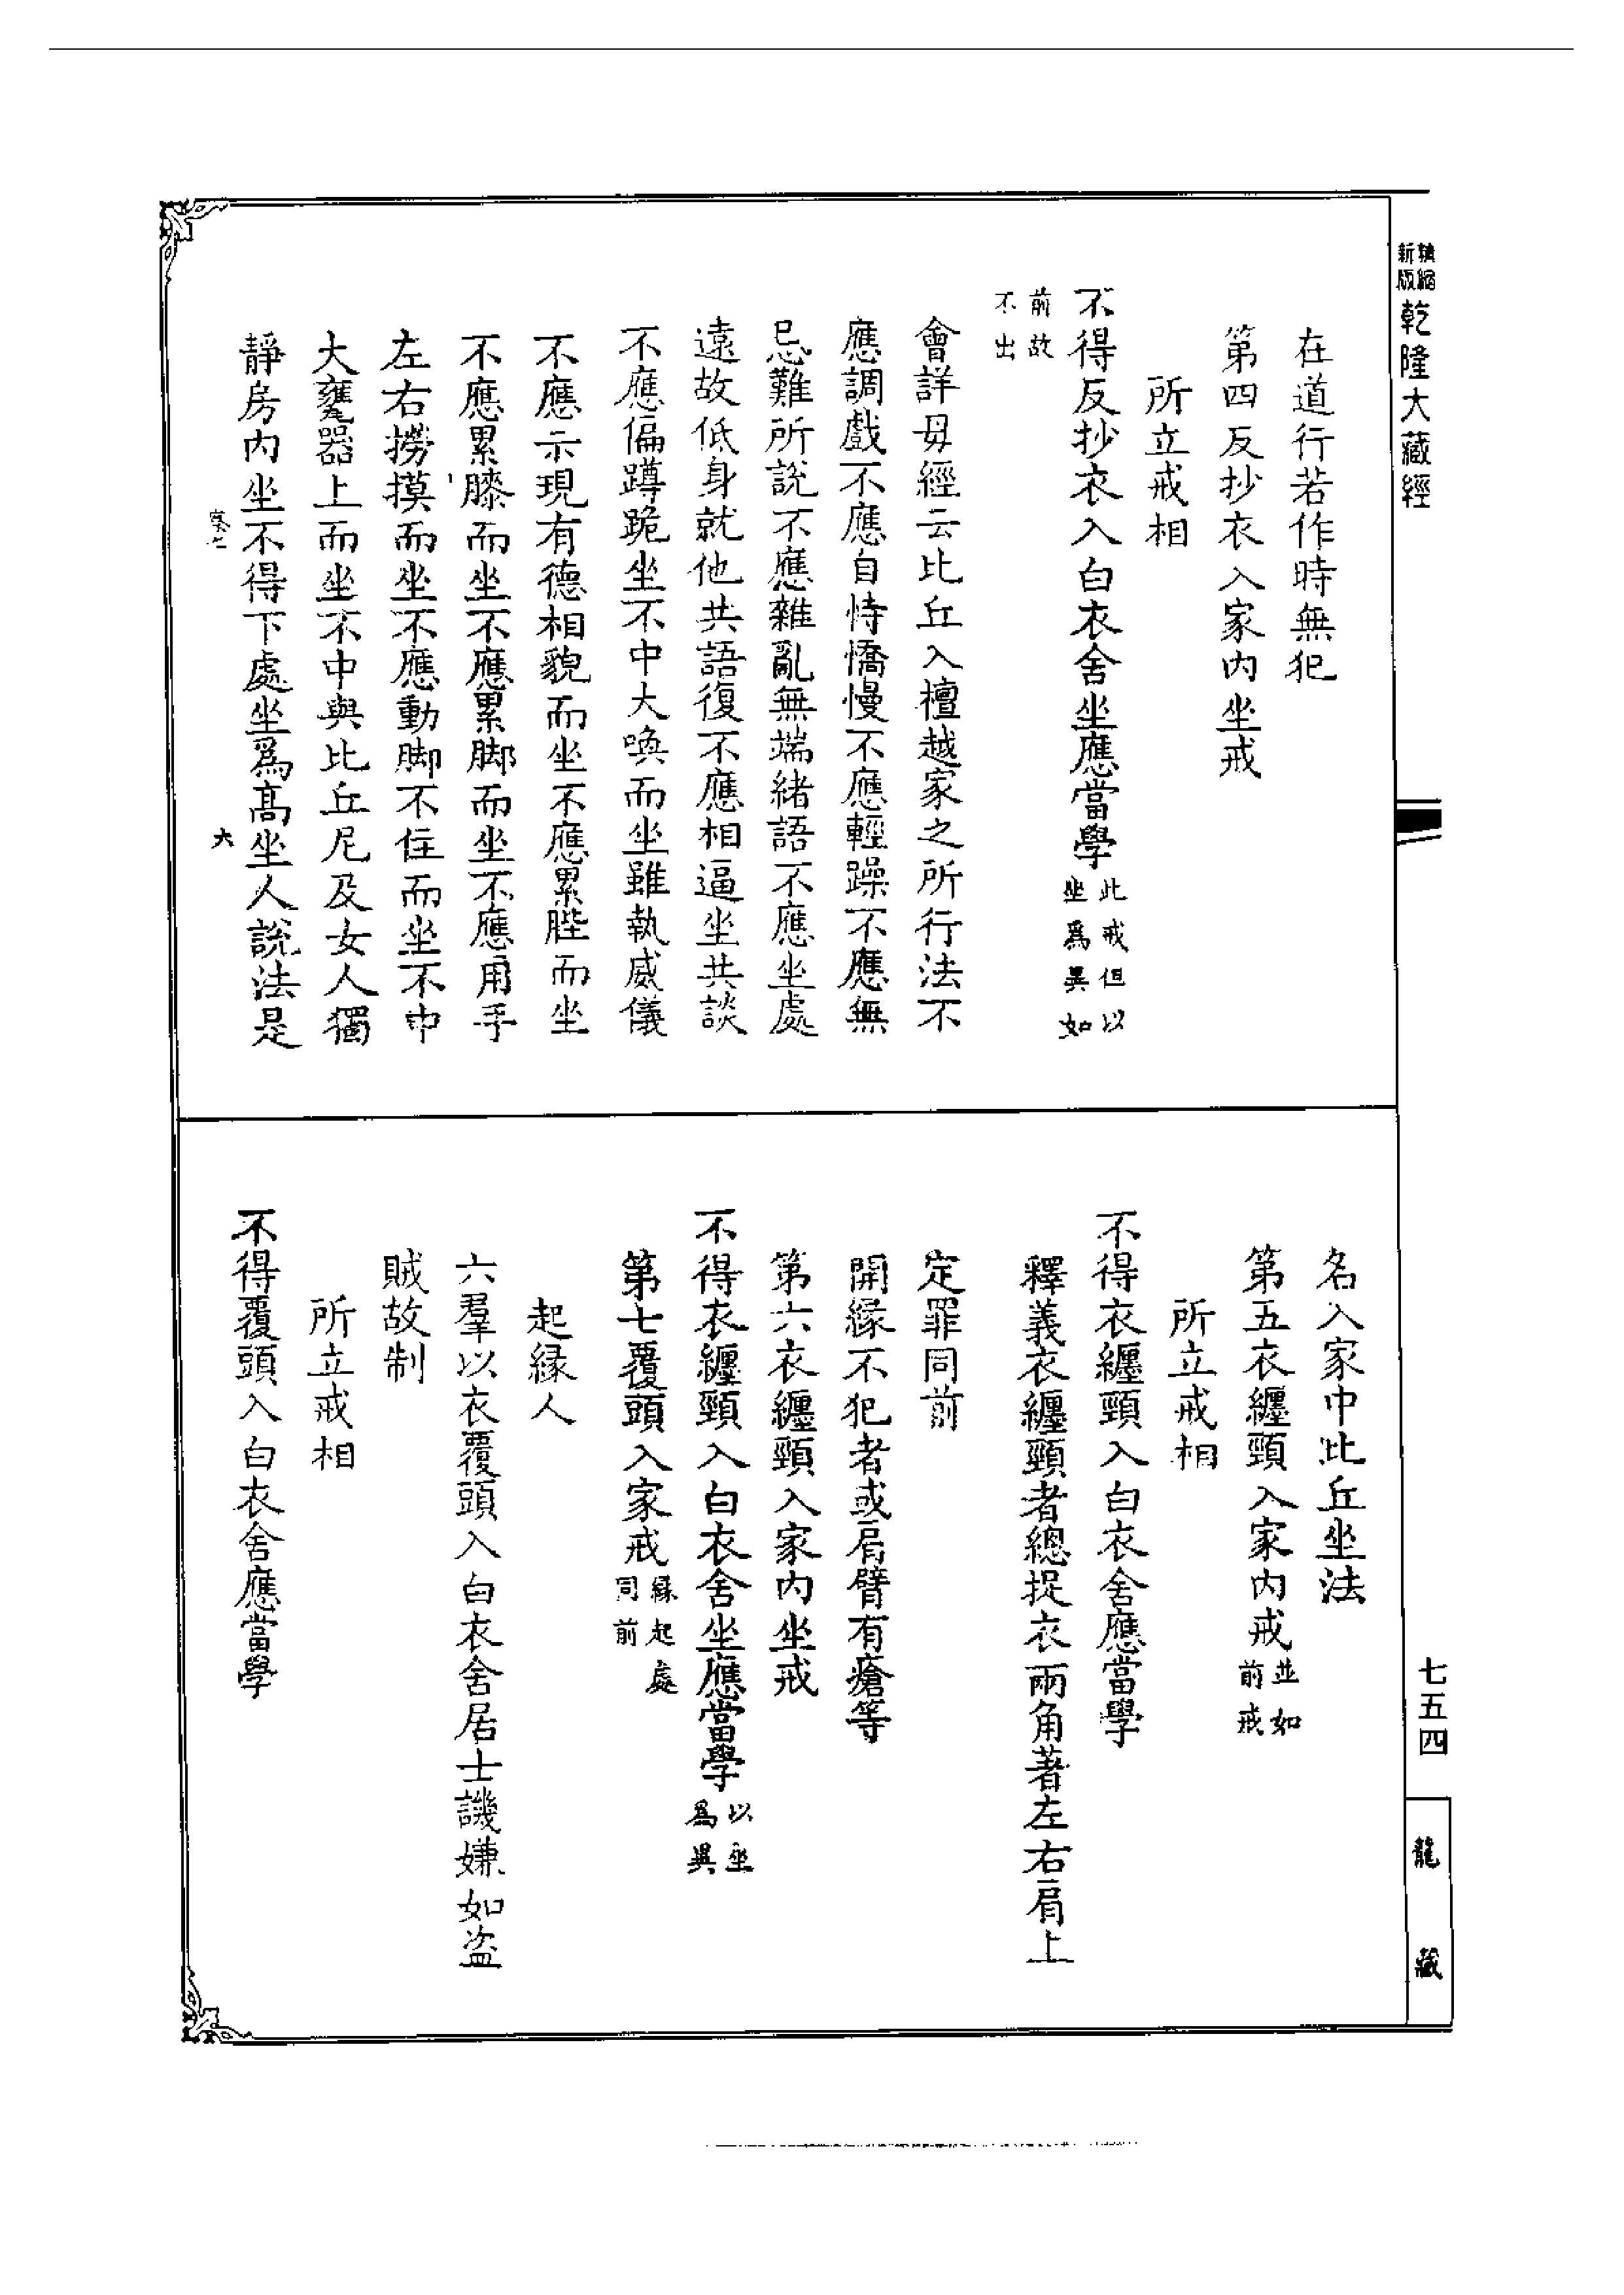 新版精縮
乾隆大藏經
在道行若作時無犯
第四反抄衣入家內坐戒
所立戒相
不得反抄衣入白衣舍坐應當學此戒但以坐爲異如
前故不出
會詳毋經云比丘入檀越家之所行法不
應調戲不應自恃憍慢不應輕躁不應無
忌難所說不應雜亂無端緒語不應坐處
遠故低身就他共語復不應相逼坐共談
不應偏蹲跪坐不中大喚而坐雖執威儀
不應示現有德相貌而坐不應累䏶而坐
不應累膝而坐不應累脚而坐不應用手
左右撈摸而坐不應動脚不住而坐不中
大甕器上而坐不中與比丘尼及女人獨
靜房內坐不得下處坐爲高坐人說法是
大
名入家中比丘坐法
第五衣纏頸入家內戒並如前戒
所立戒相
不得衣纏頸入白衣舍應當學
釋義衣纏頸者總捉衣兩角著左右肩上
定罪同前
開緣不犯者或肩臂有瘡等
第六衣纏頸入家內坐戒
不得衣纏頸入白衣舍坐應當學以坐爲異
第七覆頭入家戒緣起處同前
起緣人
六羣以衣覆頭入白衣舍居士譏嫌如盜
賊故制
所立戒相
不得覆頭入白衣舍應當學
七五四
龍藏